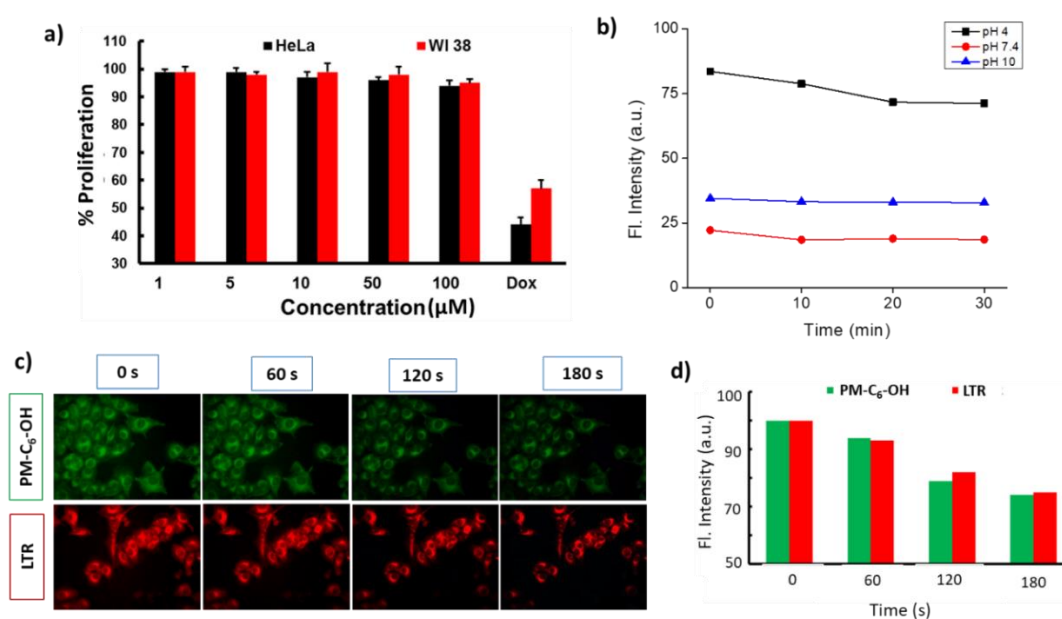 a)
HeLa WI 38
% Proliferation
110
100
90
80
70
60
50
40
30
1 5 10 50 100 Dox
Concentration(µM)
b)
pH 4
pH 7.4
pH 10
Fl. Intensity (a.u.)
100
75
50
25
0
0 10 20 30
Time (min)
c)
0 s 60 s 120 s 180 s
PM-C₆-OH
LTR
d)
PM-C₆-OH LTR
Fl. Intensity (a.u.)
100
90
70
50
0 60 120 180
Time (s)